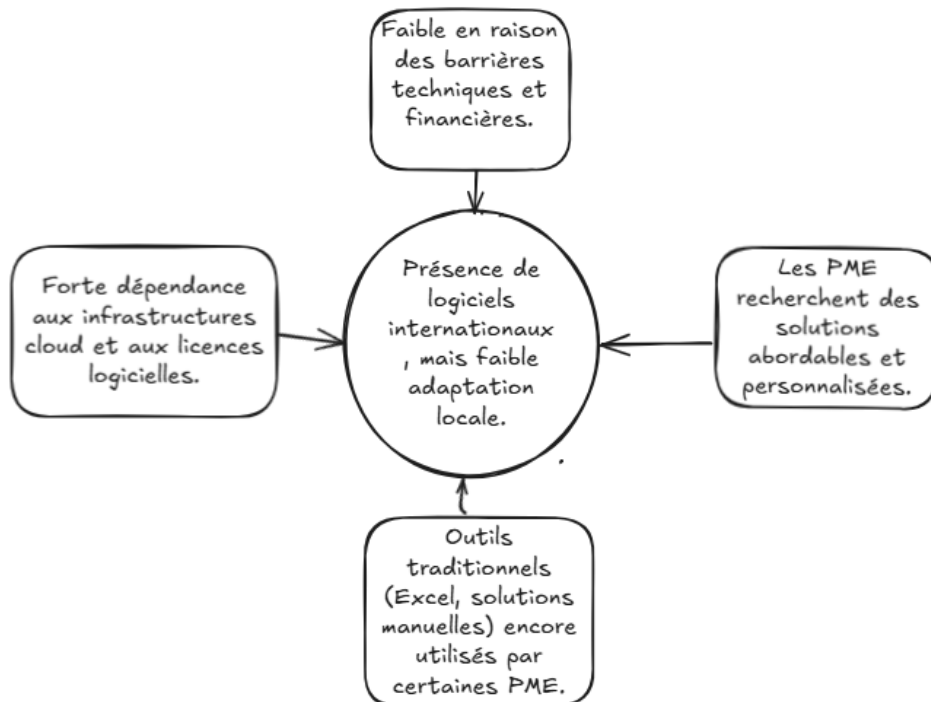 Faible en raison
des barrières
techniques et
financières.
Forte dépendance
aux infrastructures
cloud et aux licences
logicielles.
Présence de
logiciels
internationaux
, mais faible
adaptation
locale.
Les PME
recherchent des
solutions
abordables et
personnalisées.
Outils
traditionnels
(Excel, solutions
manuelles) encore
utilisés par
certaines PME.